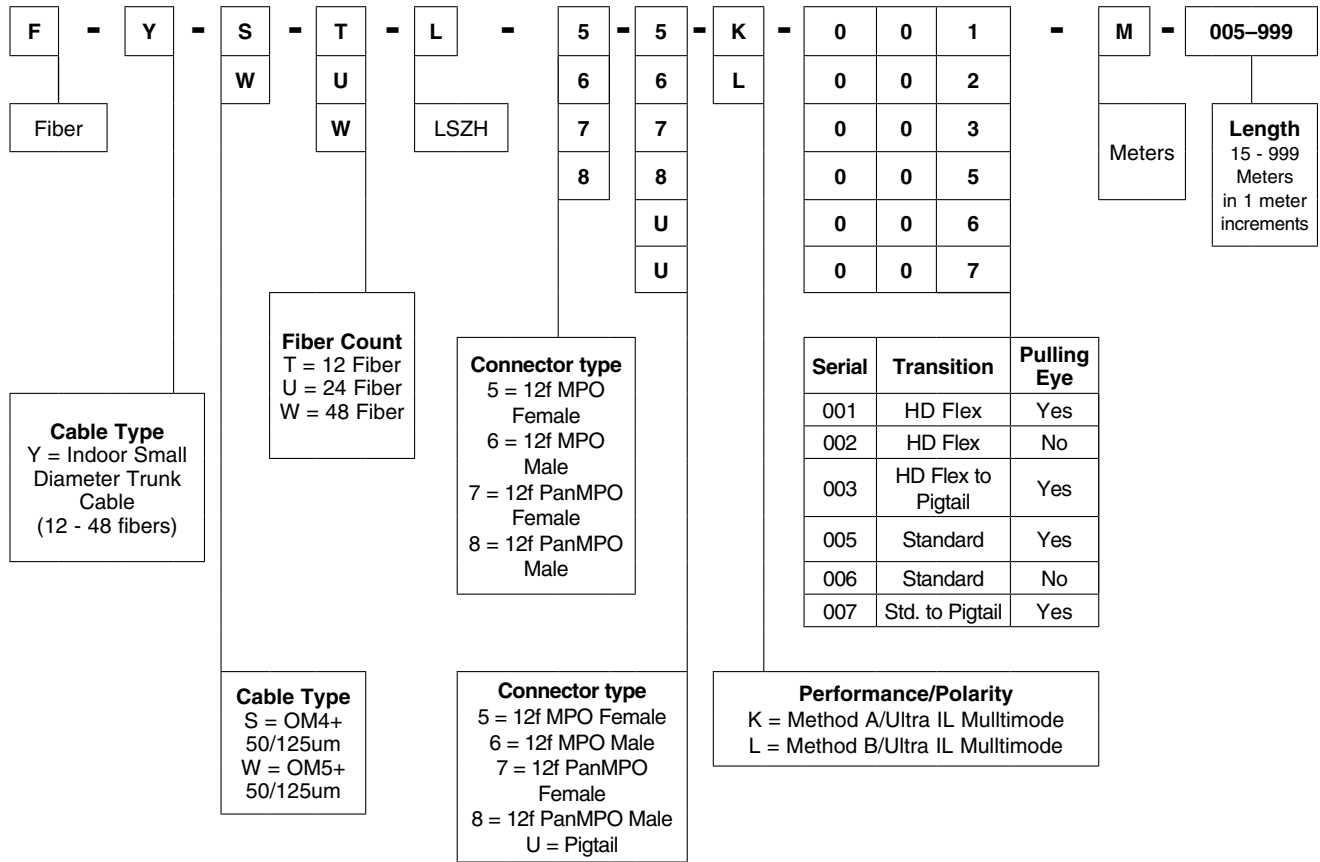 F - Y - S - T - L - 5 - 5 - K - 0 0 1 - M - 005–999
W U 6 6 L 0 0 2
Fiber
W
LSZH
7 7 0 0 3
Meters
Length
15 - 999
Meters
in 1 meter
increments
8 8 0 0 5
U 0 0 6
U 0 0 7
Fiber Count
T = 12 Fiber
U = 24 Fiber
W = 48 Fiber
Cable Type
Y = Indoor Small
Diameter Trunk
Cable
(12 - 48 fibers)
Connector type
5 = 12f MPO
Female
6 = 12f MPO
Male
7 = 12f PanMPO
Female
8 = 12f PanMPO
Male
Serial Transition Pulling Eye
001 HD Flex Yes
002 HD Flex No
003 HD Flex to Pigtail Yes
005 Standard Yes
006 Standard No
007 Std. to Pigtail Yes
Cable Type
S = OM4+
50/125um
W = OM5+
50/125um
Connector type
5 = 12f MPO Female
6 = 12f MPO Male
7 = 12f PanMPO
Female
8 = 12f PanMPO Male
U = Pigtail
Performance/Polarity
K = Method A/Ultra IL Mulltimode
L = Method B/Ultra IL Mulltimode